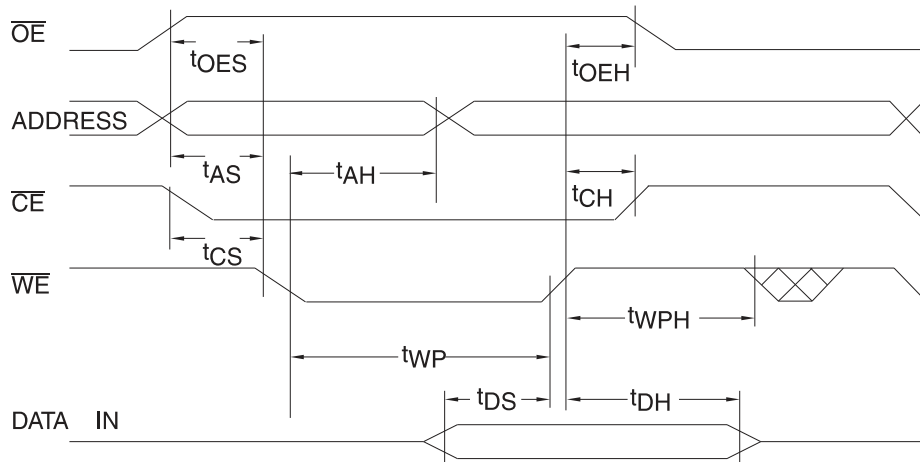 OE
tOES
tOEH
ADDRESS
tAS
tAH
tCH
CE
tCS
WE
tWPH
tWP
tDS
tDH
DATA IN